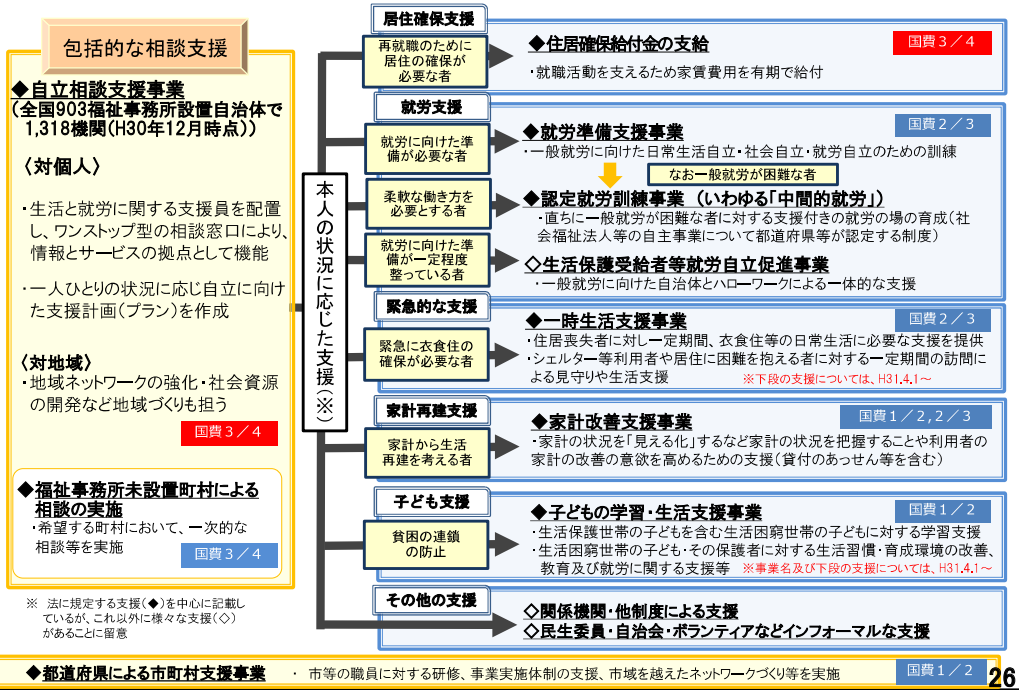 包括的な相談支援
◆自立相談支援事業
(全国903福祉事務所設置自治体で
1,318機関(H30年12月時点))
〈対個人〉
・生活と就労に関する支援員を配置
し、ワンストップ型の相談窓口により、
情報とサービスの拠点として機能
・一人ひとりの状況に応じ自立に向け
た支援計画(プラン)を作成
〈対地域〉
・地域ネットワークの強化・社会資源
の開発など地域づくりも担う
国費3/4
◆福祉事務所未設置町村による
相談の実施
・希望する町村において、一次的な
相談等を実施
国費3/4
※ 法に規定する支援(◆)を中心に記載し
ているが、これ以外に様々な支援(◇)
があることに留意
本人の状況に応じた支援(※)
居住確保支援
再就職のために
居住の確保が
必要な者
◆住居確保給付金の支給
国費3/4
・就職活動を支えるため家賃費用を有期で給付
就労支援
就労に向けた準
備が必要な者
国費2/3
◆就労準備支援事業
・一般就労に向けた日常生活自立・社会自立・就労自立のための訓練
なお一般就労が困難な者
柔軟な働き方を
必要とする者
◆認定就労訓練事業 (いわゆる「中間的就労」)
・直ちに一般就労が困難な者に対する支援付きの就労の場の育成(社
会福祉法人等の自主事業について都道府県等が認定する制度)
就労に向けた準
備が一定程度
整っている者
◇生活保護受給者等就労自立促進事業
・一般就労に向けた自治体とハローワークによる一体的な支援
緊急的な支援
緊急に衣食住の
確保が必要な者
◆一時生活支援事業
国費2/3
・住居喪失者に対し一定期間、衣食住等の日常生活に必要な支援を提供
・シェルター等利用者や居住に困難を抱える者に対する一定期間の訪問に
よる見守りや生活支援 ※下段の支援については、H31.4.1~
家計再建支援
家計から生活
再建を考える者
◆家計改善支援事業
国費1/2,2/3
・家計の状況を「見える化」するなど家計の状況を把握することや利用者の
家計の改善の意欲を高めるための支援(貸付のあっせん等を含む)
子ども支援
貧困の連鎖
の防止
◆子どもの学習・生活支援事業
国費1/2
・生活保護世帯の子どもを含む生活困窮世帯の子どもに対する学習支援
・生活困窮世帯の子ども・その保護者に対する生活習慣・育成環境の改善、
教育及び就労に関する支援等 ※事業名及び下段の支援については、H31.4.1~
その他の支援
◇関係機関・他制度による支援
◇民生委員・自治会・ボランティアなどインフォーマルな支援
◆都道府県による市町村支援事業 ・ 市等の職員に対する研修、事業実施体制の支援、市域を越えたネットワークづくり等を実施
国費1/2
26